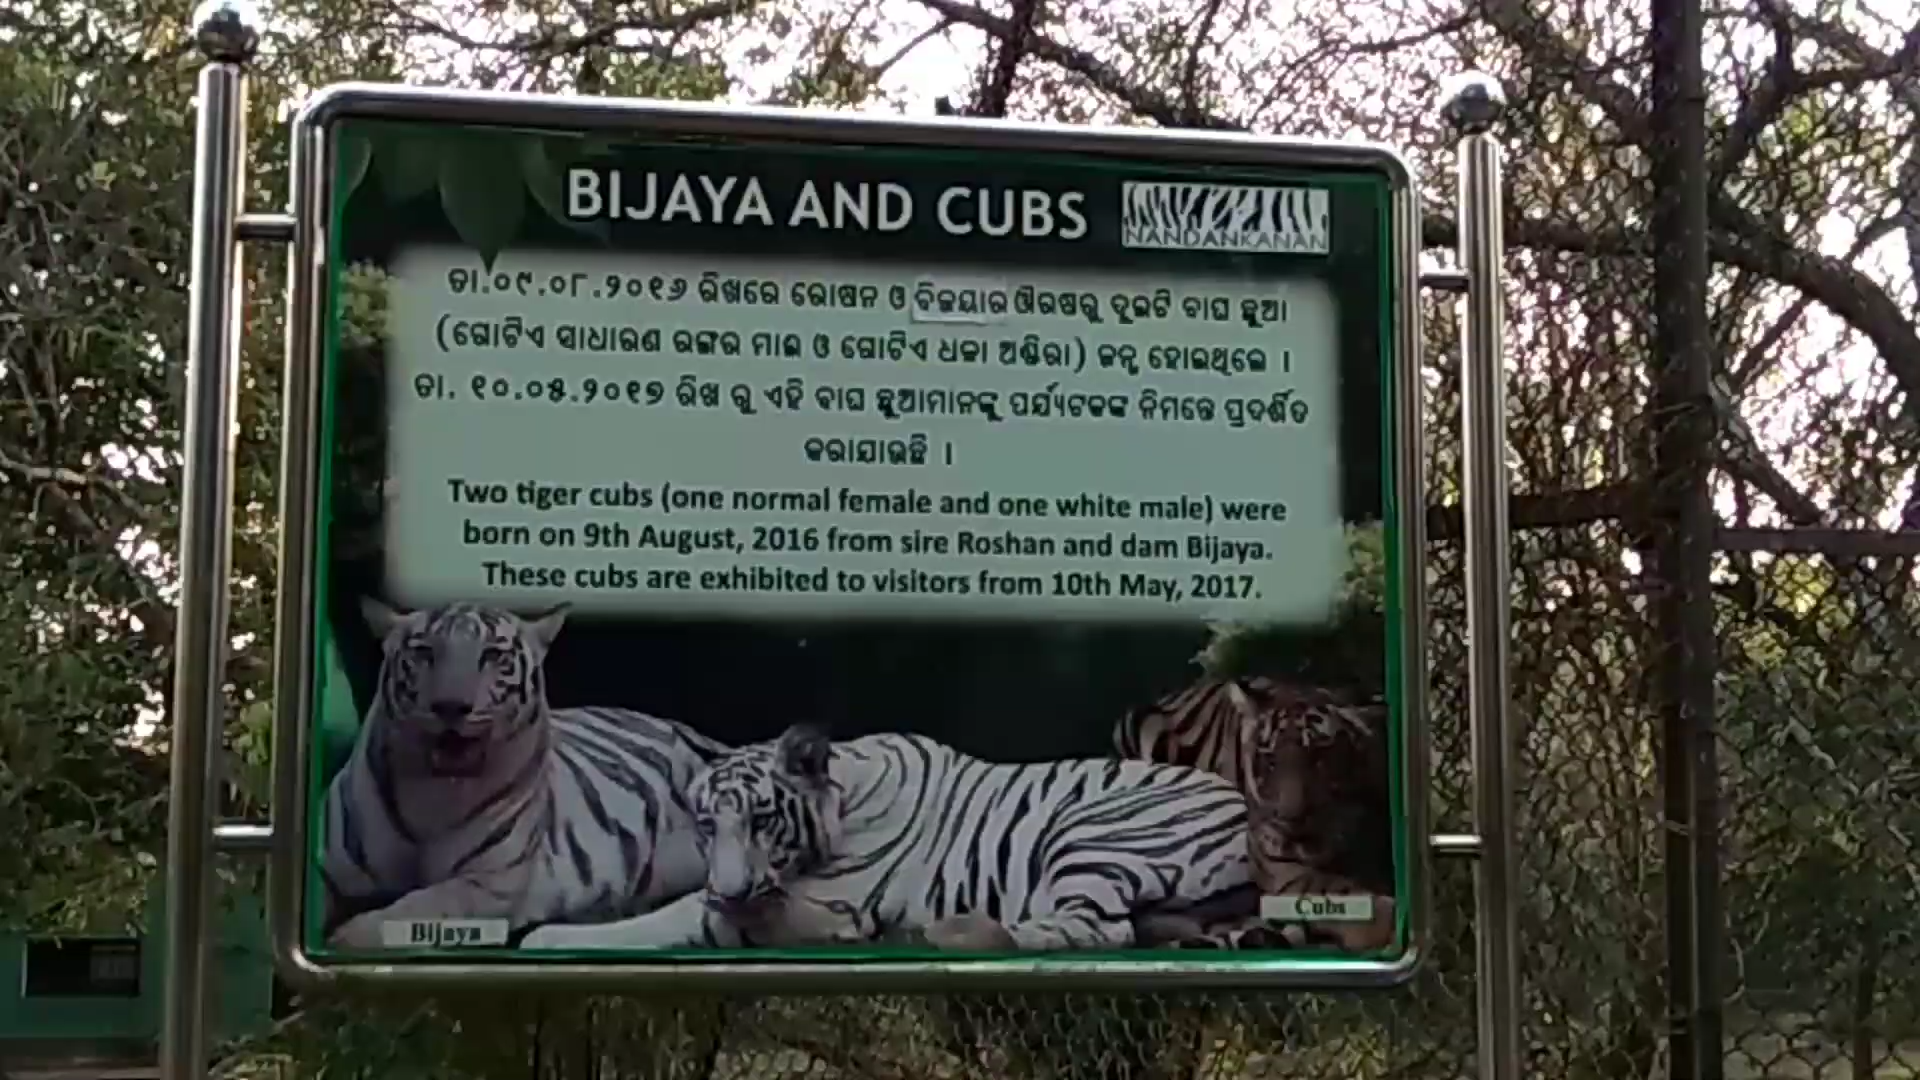 BIJAYA AND CUBS
NANDANKANAN
ତା.୦୯.୦୮.୨୦୧୬ ରିଖରେ ରୋଷନ ଓ ବିଜୟାର ଔରଷରୁ ଦୁଇଟି ବାଘ ଛୁଆ
(ଗୋଟିଏ ସାଧାରଣ ରଙ୍ଗର ମାଈ ଓ ଗୋଟିଏ ଧଳା ଅଣ୍ଡିରା) ଜନ୍ମ ହୋଇଥିଲେ ।
ତା. ୧୦.୦୫.୨୦୧୭ ରିଖ ରୁ ଏହି ବାଘ ଛୁଆମାନଙ୍କୁ ପର୍ଯ୍ୟଟକଙ୍କ ନିମନ୍ତେ ପ୍ରଦର୍ଶିତ
କରାଯାଉଛି ।
Two tiger cubs (one normal female and one white male) were
born on 9th August, 2016 from sire Roshan and dam Bijaya.
These cubs are exhibited to visitors from 10th May, 2017.
Bijaya
Cubs